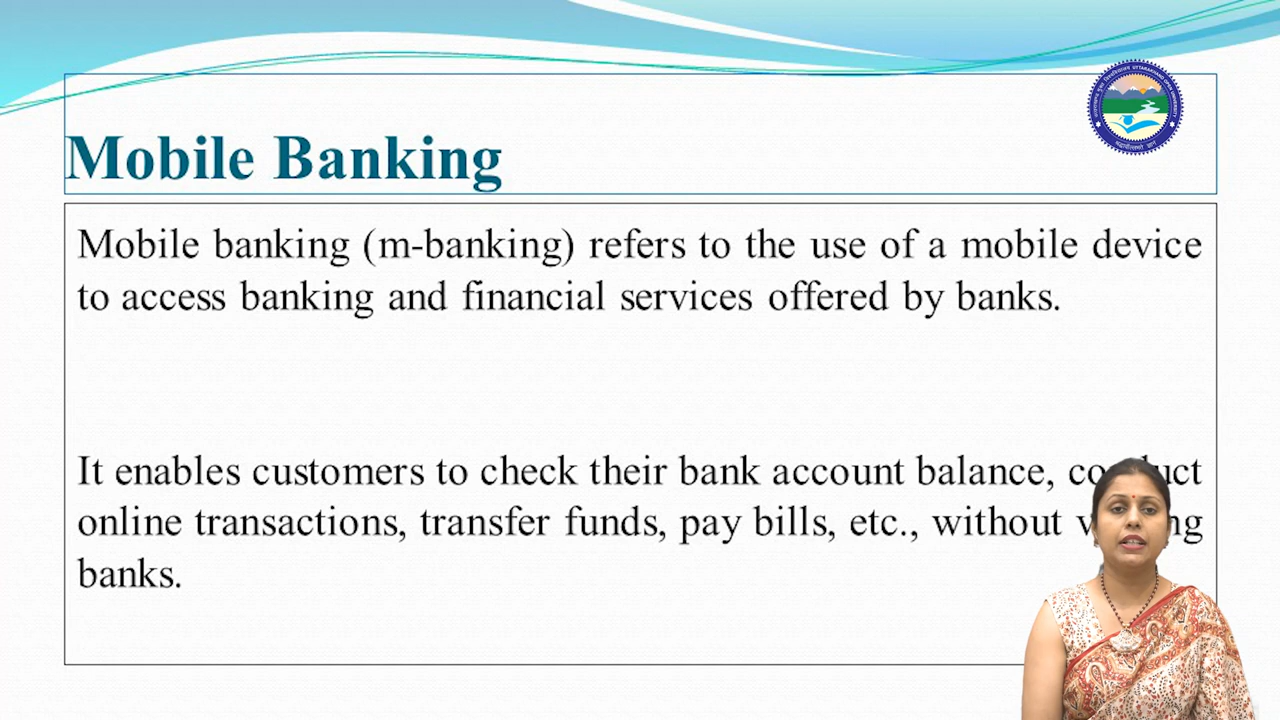 Mobile Banking
Mobile banking (m-banking) refers to the use of a mobile device
to access banking and financial services offered by banks.
It enables customers to check their bank account balance,
online transactions, transfer funds, pay bills, etc., without
banks.